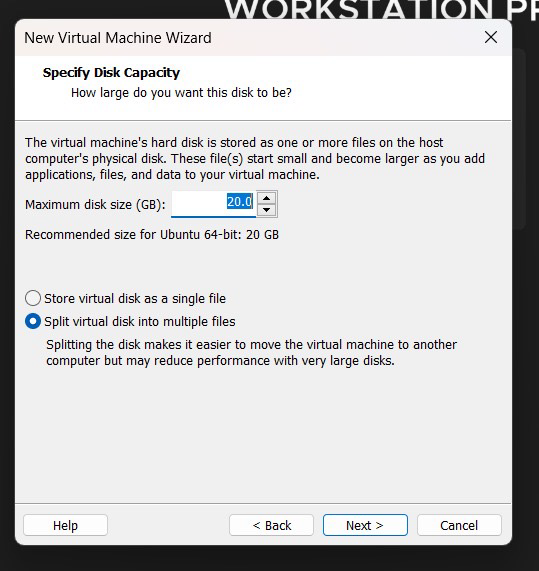 WORKSTATION PR
New Virtual Machine Wizard
Specify Disk Capacity
How large do you want this disk to be?
The virtual machine's hard disk is stored as one or more files on the host
computer's physical disk. These file(s) start small and become larger as you add
applications, files, and data to your virtual machine.
Maximum disk size (GB): 20.0
Recommended size for Ubuntu 64-bit: 20 GB
Store virtual disk as a single file
Split virtual disk into multiple files
Splitting the disk makes it easier to move the virtual machine to another
computer but may reduce performance with very large disks.
Help < Back Next > Cancel